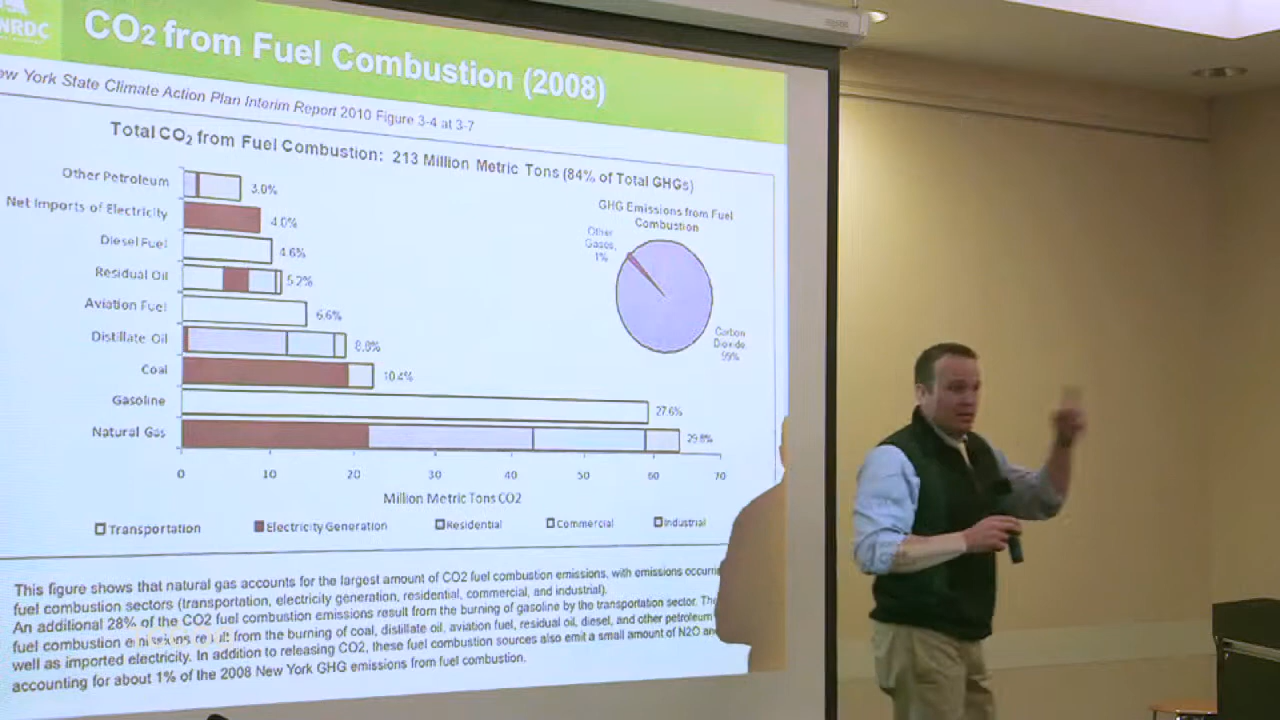 NRDC
CO2 from Fuel Combustion (2008)
ew York State Climate Action Plan Interim Report 2010 Figure 3-4 at 3-7
Total CO2 from Fuel Combustion: 213 Million Metric Tons (84% of Total GHGs)
Other Petroleum 3.0%
Net Imports of Electricity 4.0%
Diesel Fuel 4.6%
Residual Oil 5.2%
Aviation Fuel 6.6%
Distillate Oil 8.8%
Coal 10.4%
Gasoline 27.6%
Natural Gas 29.8%
0 10 20 30 40 50 60 70
Million Metric Tons CO2
Transportation Electricity Generation Residential Commercial Industrial
GHG Emissions from Fuel
Combustion
Other
Gases,
1%
Carbon
Dioxide
99%
This figure shows that natural gas accounts for the largest amount of CO2 fuel combustion emissions, with emissions occurrin
fuel combustion sectors (transportation, electricity generation, residential, commercial, and industrial).
An additional 28% of the CO2 fuel combustion emissions result from the burning of gasoline by the transportation sector. The
fuel combustion emissions result from the burning of coal, distillate oil, aviation fuel, residual oil, diesel, and other petroleum
well as imported electricity. In addition to releasing CO2, these fuel combustion sources also emit a small amount of N2O an
accounting for about 1% of the 2008 New York GHG emissions from fuel combustion.